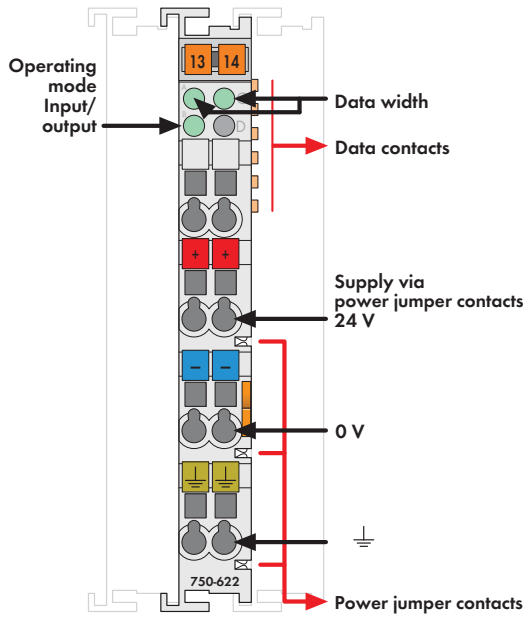 13 14
Operating
mode
Input/
output
A C
Data width
D
Data contacts
+ +
Supply via
power jumper contacts
24 V
– –
0 V
750-622
Power jumper contacts